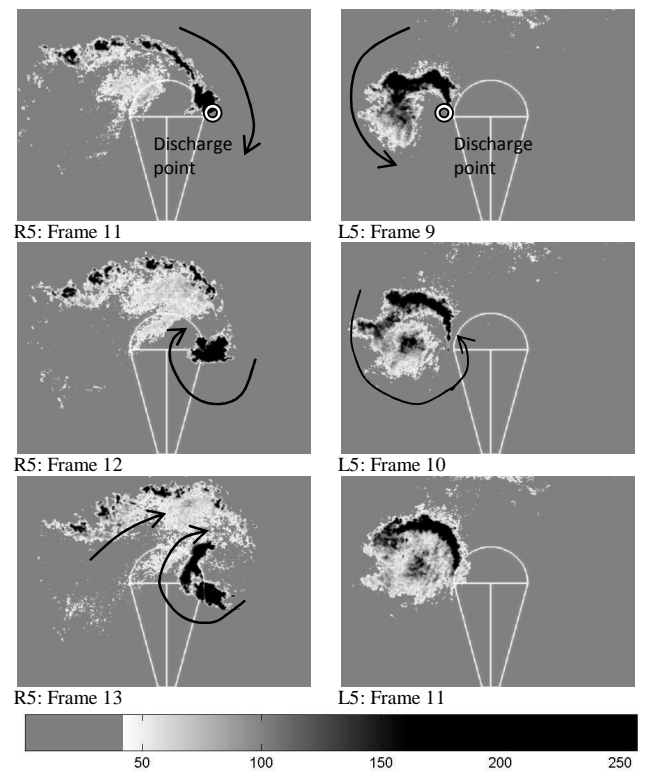 Discharge
point
Discharge
point
R5: Frame 11
L5: Frame 9
R5: Frame 12
L5: Frame 10
R5: Frame 13
L5: Frame 11
50
100
150
200
250